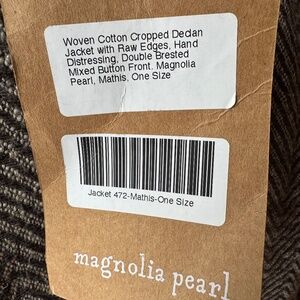 Woven Cotton Cropped Dedan
Jacket with Raw Edges, Hand
Distressing, Double Brested
Mixed Button Front. Magnolia
Pearl, Mathis, One Size
Jacket 472-Mathis-One Size
magnolia pearl